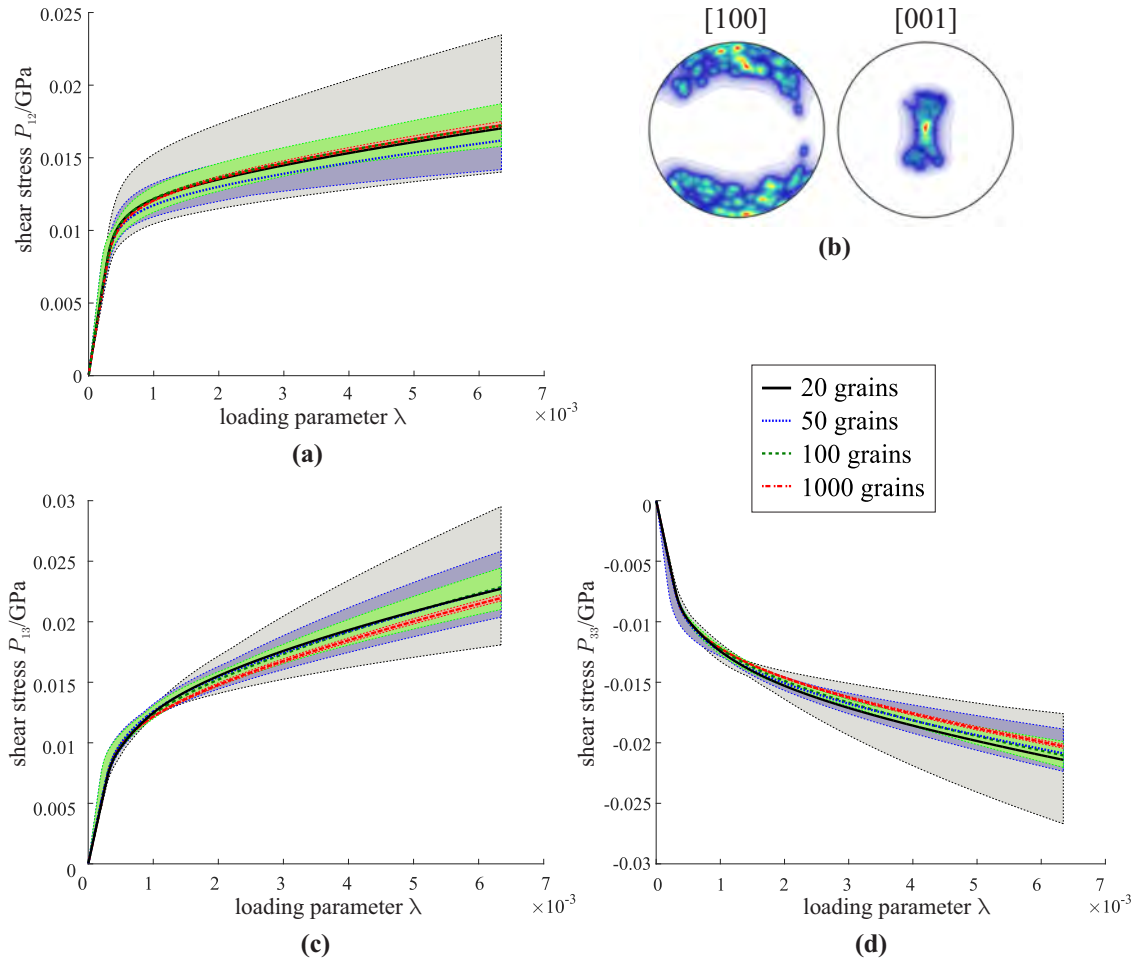 0.025
0.02
0.015
0.01
0.005
0
shear stress P12/GPa
0 1 2 3 4 5 6 7
×10-3
loading parameter λ
(a)
[100] [001]
(b)
20 grains
50 grains
100 grains
1000 grains
0.03
0.025
0.02
0.015
0.01
0.005
0
shear stress P13/GPa
0 1 2 3 4 5 6 7
×10-3
loading parameter λ
(c)
0
-0.005
-0.01
-0.015
-0.02
-0.025
-0.03
shear stress P33/GPa
0 1 2 3 4 5 6 7
×10-3
loading parameter λ
(d)